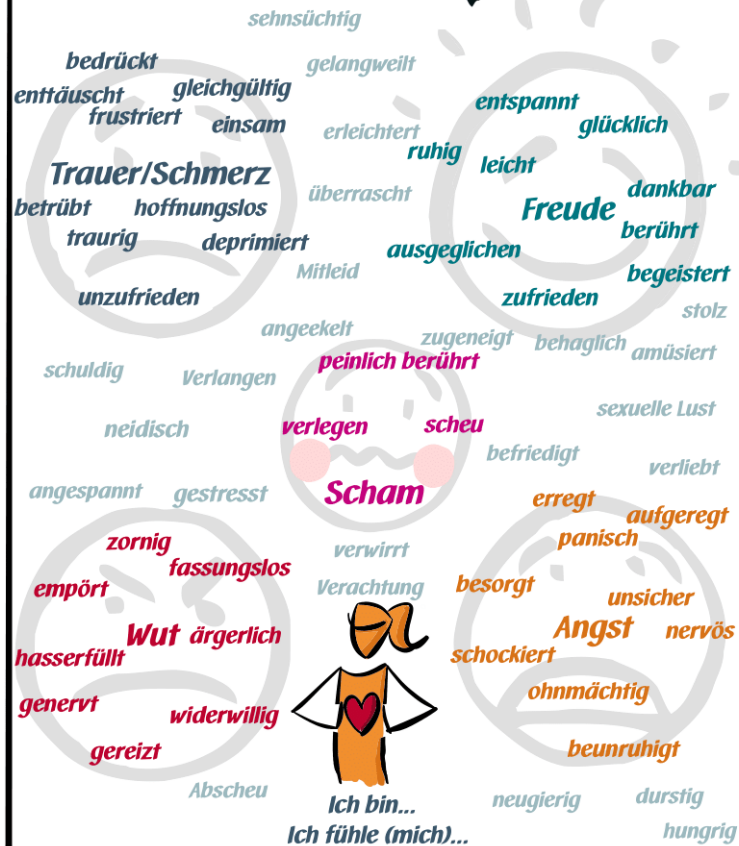 sehnsüchtig
bedrückt
gelangweilt
enttäuscht
gleichgültig
frustriert
einsam
erleichtert
Trauer/Schmerz
überrascht
betrübt
hoffnungslos
traurig
deprimiert
Mitleid
unzufrieden
entspannt
glücklich
ruhig
leicht
dankbar
Freude
berührt
ausgeglichen
begeistert
zufrieden
stolz
angeekelt
zugeneigt
behaglich
amüsiert
schuldig
Verlangen
peinlich berührt
neidisch
verlegen
scheu
sexuelle Lust
befriedigt
verliebt
angespannt
gestresst
Scham
zornig
fassungslos
empört
Wut
ärgerlich
hasserfüllt
genervt
widerwillig
gereizt
verwirrt
Verachtung
erregt
aufgeregt
panisch
besorgt
unsicher
Angst
nervös
schockiert
ohnmächtig
beunruhigt
Abscheu
Ich bin...
Ich fühle (mich)...
neugierig
durstig
hungrig